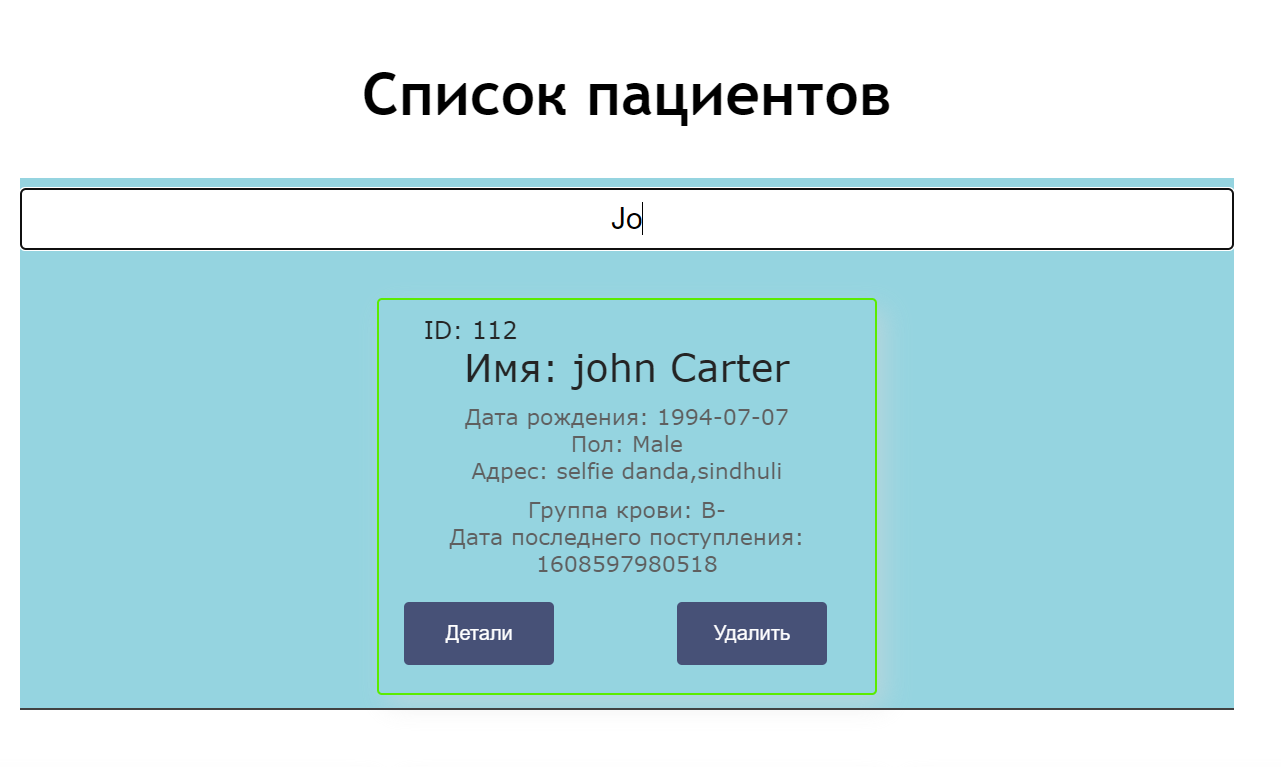 Список пациентов
Jo
ID: 112
Имя: john Carter
Дата рождения: 1994-07-07
Пол: Male
Адрес: selfie danda,sindhuli
Группа крови: B-
Дата последнего поступления:
1608597980518
Детали
Удалить